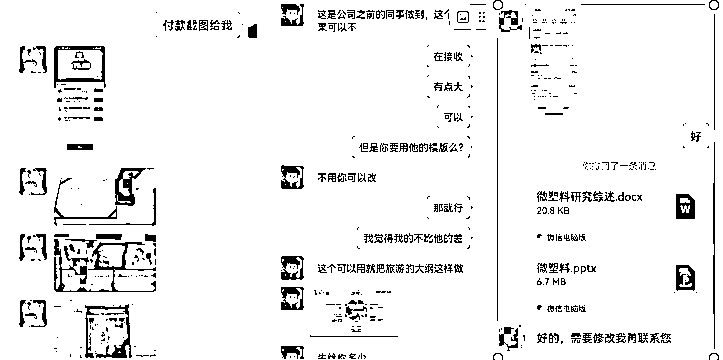 付款截图给我
这是公司之前的同事做到，这个
果可以不
在接收
有点大
可以
但是你要用他的模版么？
不用你可以改
那就行
我觉得我的不比他的差
这个可以用就把旅游的大纲这样做
先给你多少
好
你撤回了一条消息
微塑料研究综述.docx
20.8 KB
微信电脑版
微塑料.pptx
6.7 MB
微信电脑版
好的，需要修改我再联系您